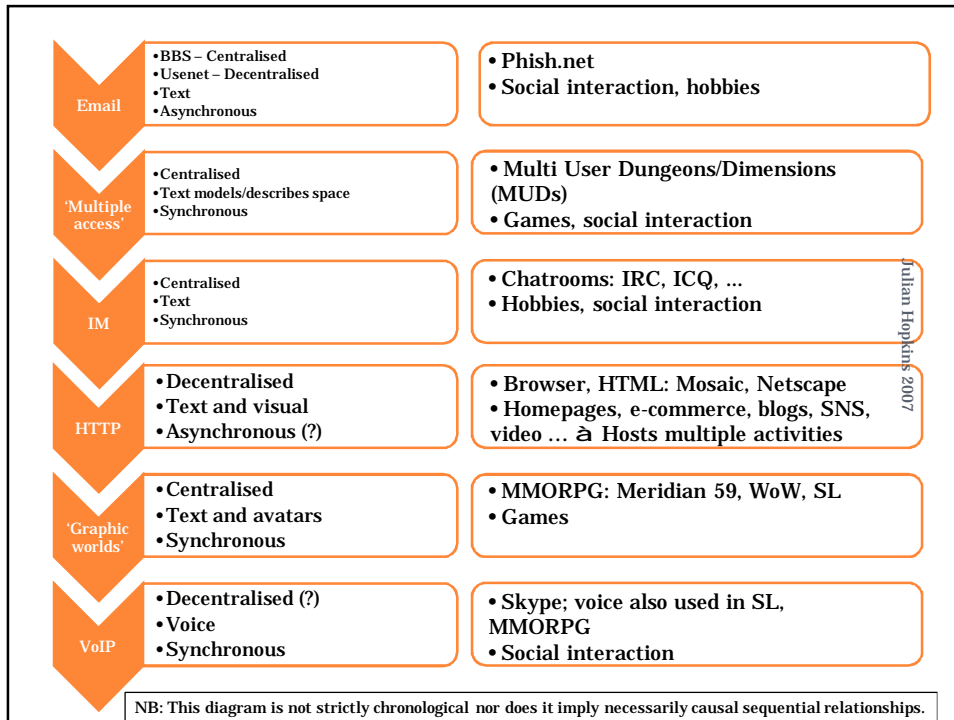 Email
•BBS – Centralised
•Usenet – Decentralised
•Text
•Asynchronous
•Phish.net
•Social interaction, hobbies
‘Multiple
access’
•Centralised
•Text models/describes space
•Synchronous
•Multi User Dungeons/Dimensions
(MUDs)
•Games, social interaction
IM
•Centralised
•Text
•Synchronous
•Chatrooms: IRC, ICQ, ...
•Hobbies, social interaction
HTTP
•Decentralised
•Text and visual
•Asynchronous (?)
•Browser, HTML: Mosaic, Netscape
•Homepages, e-commerce, blogs, SNS,
video ... à Hosts multiple activities
‘Graphic
worlds’
•Centralised
•Text and avatars
•Synchronous
•MMORPG: Meridian 59, WoW, SL
•Games
VoIP
•Decentralised (?)
•Voice
•Synchronous
•Skype; voice also used in SL,
MMORPG
•Social interaction
Julian Hopkins 2007
NB: This diagram is not strictly chronological nor does it imply necessarily causal sequential relationships.